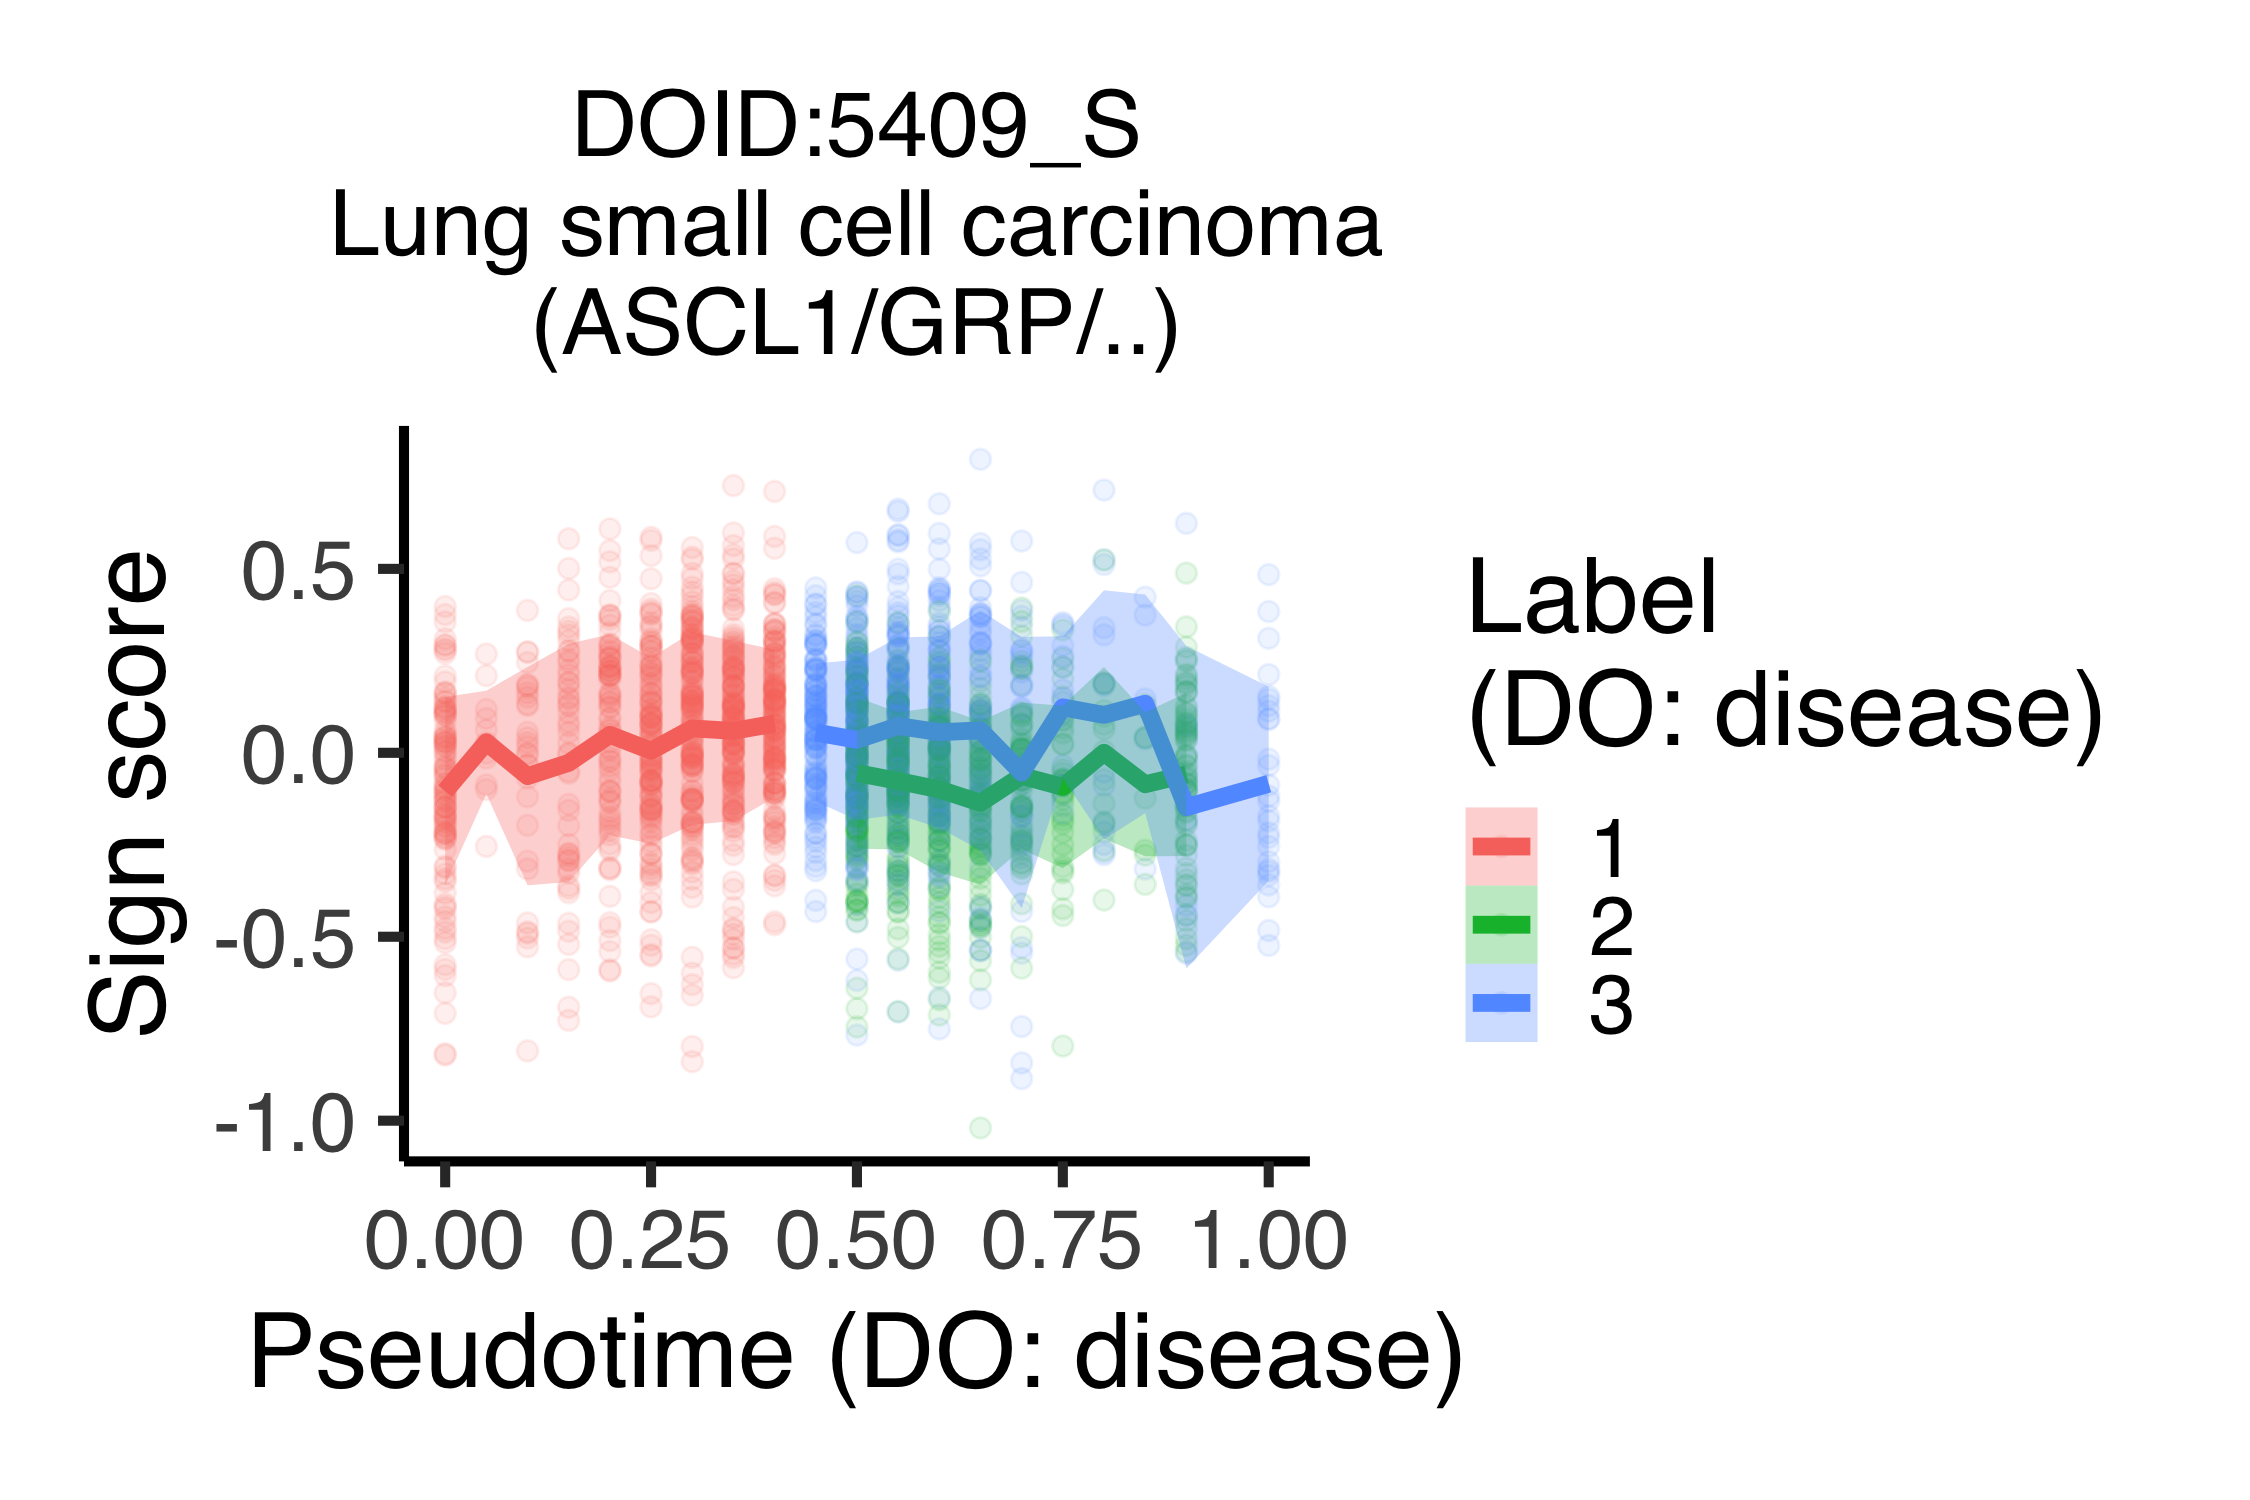 DOID:5409_S
Lung small cell carcinoma
(ASCL1/GRP/..)
Sign score
0.5
0.0
-0.5
-1.0
0.00 0.25 0.50 0.75 1.00
Pseudotime (DO: disease)
Label
(DO: disease)
1
2
3